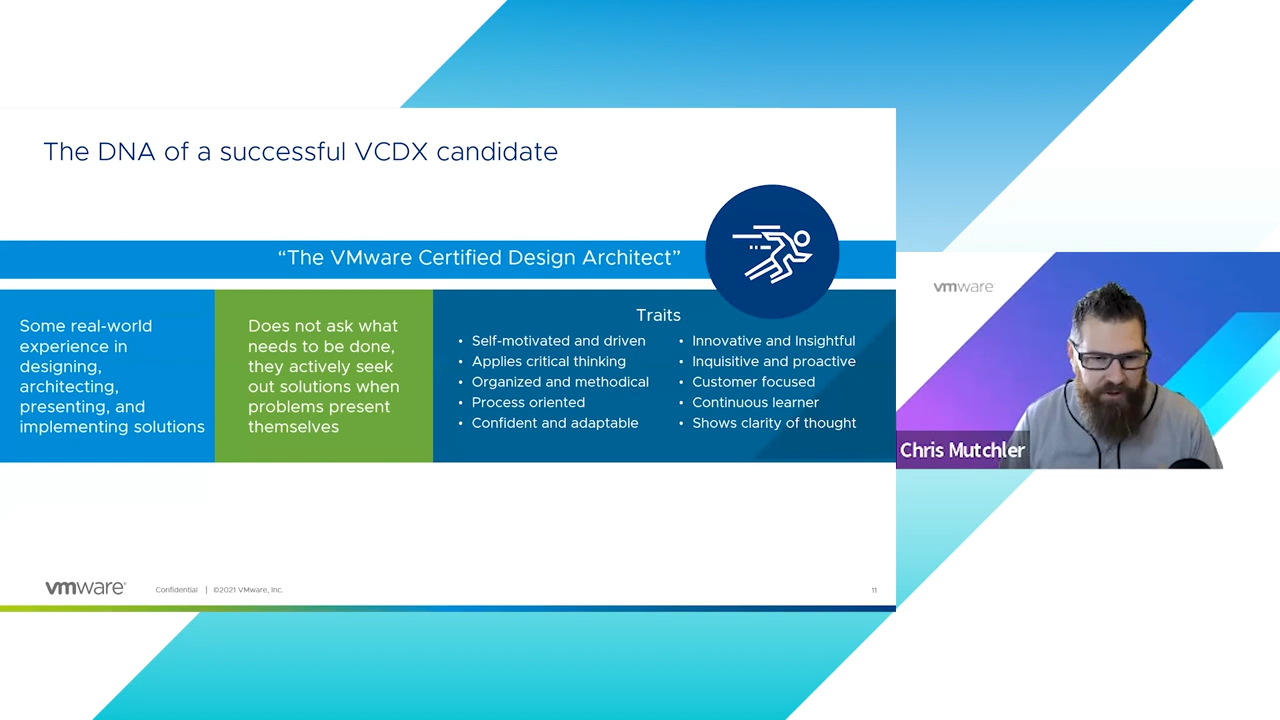 The DNA of a successful VCDX candidate
“The VMware Certified Design Architect”
Some real-world
experience in
designing,
architecting,
presenting, and
implementing solutions
Does not ask what
needs to be done,
they actively seek
out solutions when
problems present
themselves
Traits
• Self-motivated and driven
• Applies critical thinking
• Organized and methodical
• Process oriented
• Confident and adaptable
• Innovative and Insightful
• Inquisitive and proactive
• Customer focused
• Continuous learner
• Shows clarity of thought
vmware®
Confidential | ©2021 VMware, Inc.
11
vmware
Chris Mutchler